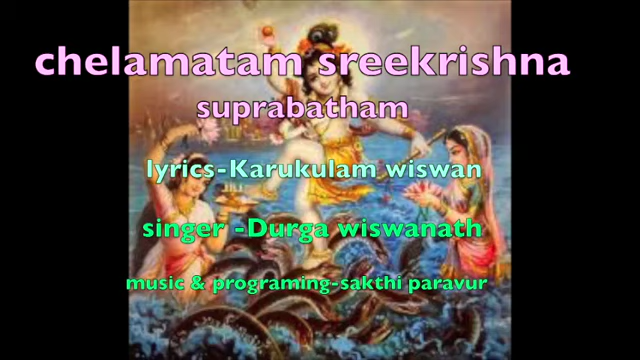 chelamatam sreekrishna
suprabatham
lyrics-Karukulam wiswan
singer -Durga wiswanath
music & programing-sakthi paravur